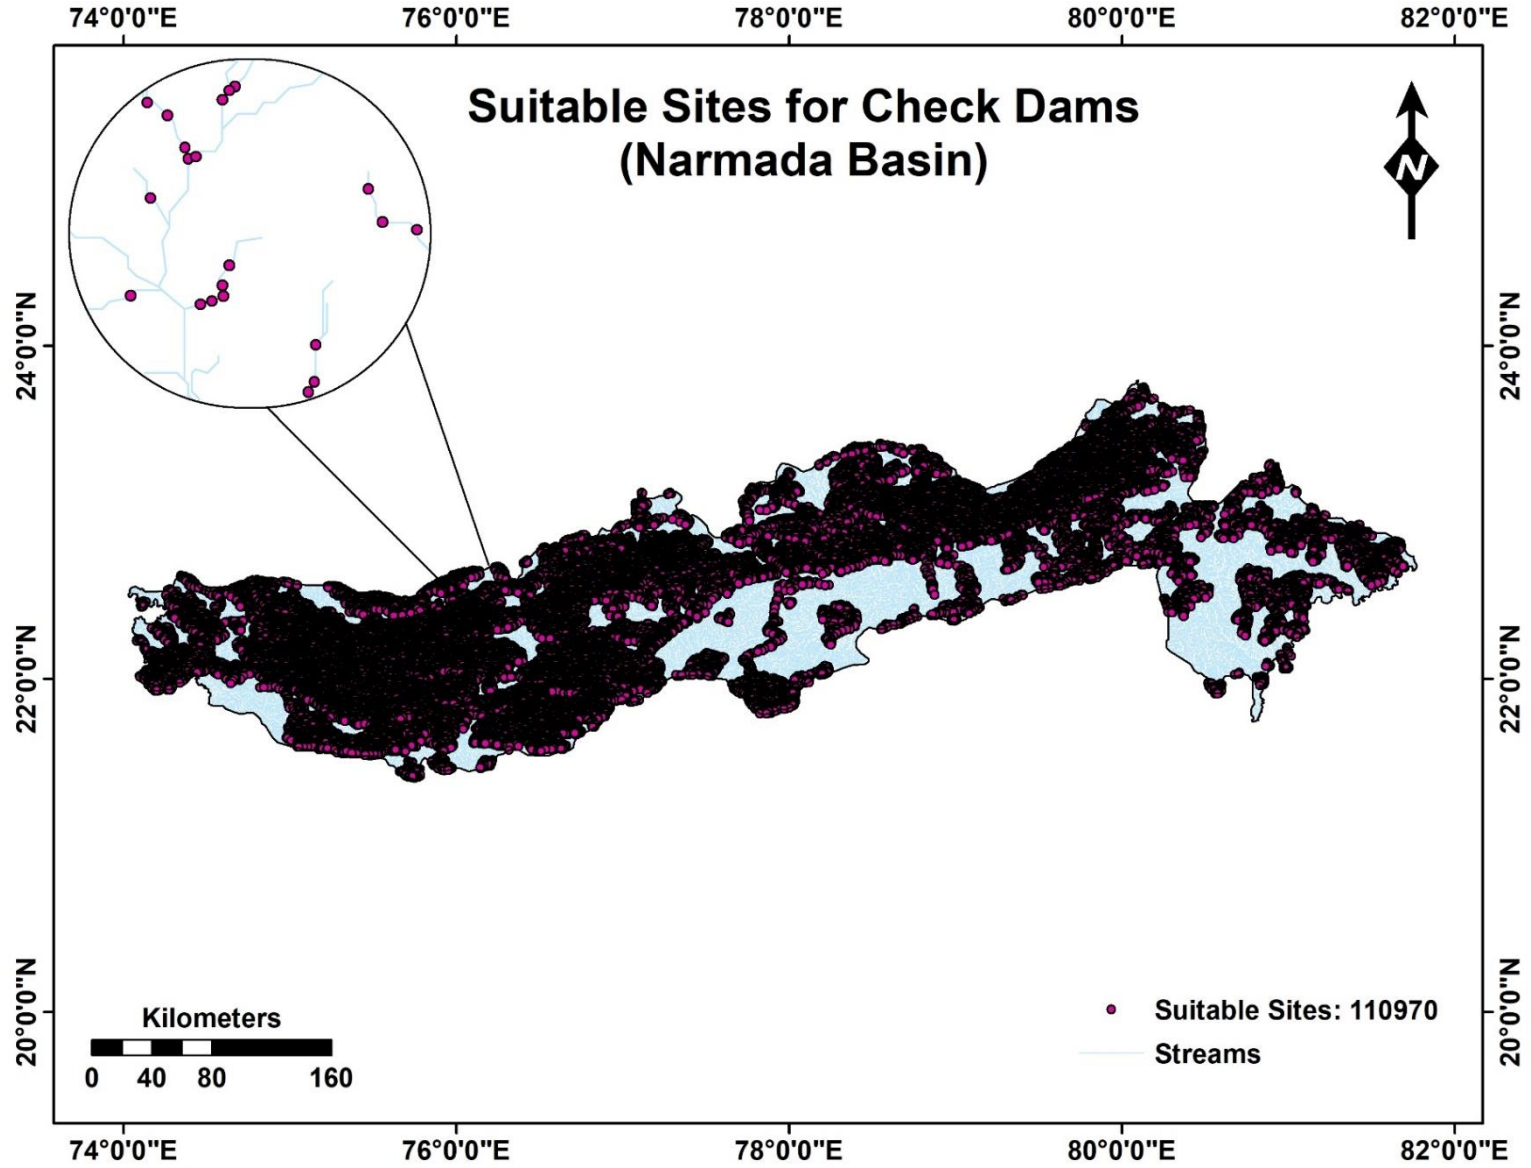 74°0'0"E 76°0'0"E 78°0'0"E 80°0'0"E 82°0'0"E
Suitable Sites for Check Dams
(Narmada Basin)
N
24°0'0"N 24°0'0"N
22°0'0"N 22°0'0"N
20°0'0"N 20°0'0"N
Kilometers
0 40 80 160
Suitable Sites: 110970
Streams
74°0'0"E 76°0'0"E 78°0'0"E 80°0'0"E 82°0'0"E